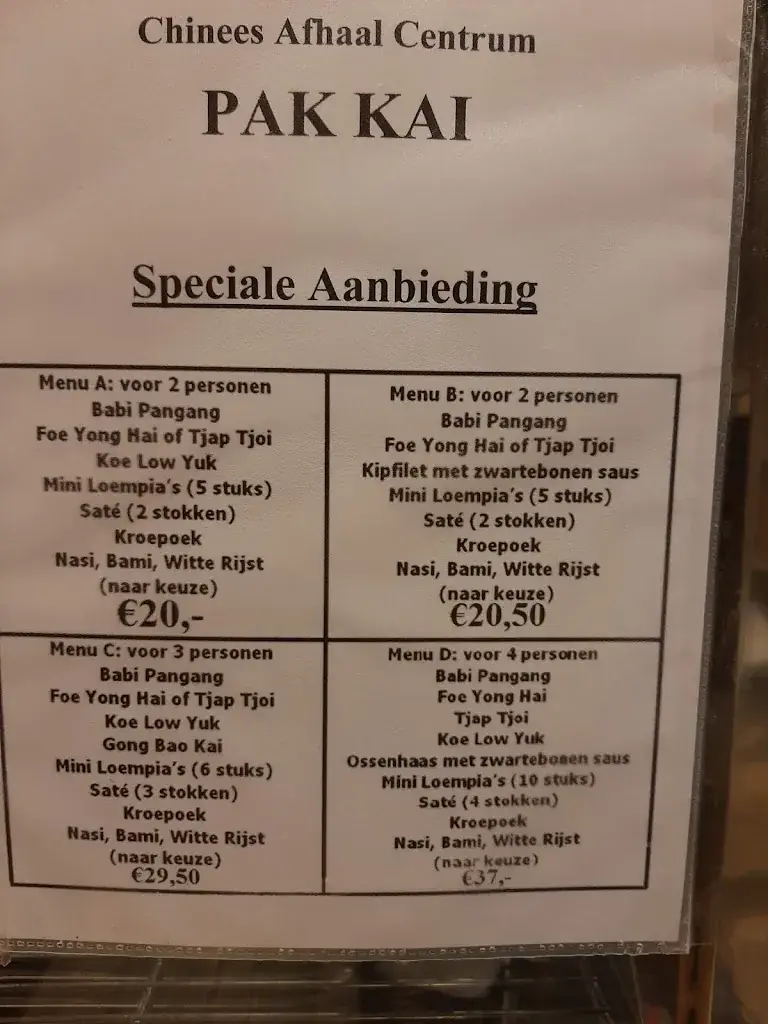 Chinees Afhaal Centrum
PAK KAI
Speciale Aanbieding
Menu A: voor 2 personen
Babi Pangang
Foe Yong Hai of Tjap Tjoi
Koe Low Yuk
Mini Loempia's (5 stuks)
Saté (2 stokken)
Kroepoek
Nasi, Bami, Witte Rijst
(naar keuze)
€20,-
Menu B: voor 2 personen
Babi Pangang
Foe Yong Hai of Tjap Tjoi
Kipfilet met zwartebonen saus
Mini Loempia's (5 stuks)
Saté (2 stokken)
Kroepoek
Nasi, Bami, Witte Rijst
(naar keuze)
€20,50
Menu C: voor 3 personen
Babi Pangang
Foe Yong Hai of Tjap Tjoi
Koe Low Yuk
Gong Bao Kai
Mini Loempia's (6 stuks)
Saté (3 stokken)
Kroepoek
Nasi, Bami, Witte Rijst
(naar keuze)
€29,50
Menu D: voor 4 personen
Babi Pangang
Foe Yong Hai
Tjap Tjoi
Koe Low Yuk
Ossenhaas met zwartebonen saus
Mini Loempia's (10 stuks)
Saté (4 stokken)
Kroepoek
Nasi, Bami, Witte Rijst
(naar keuze)
€37,-